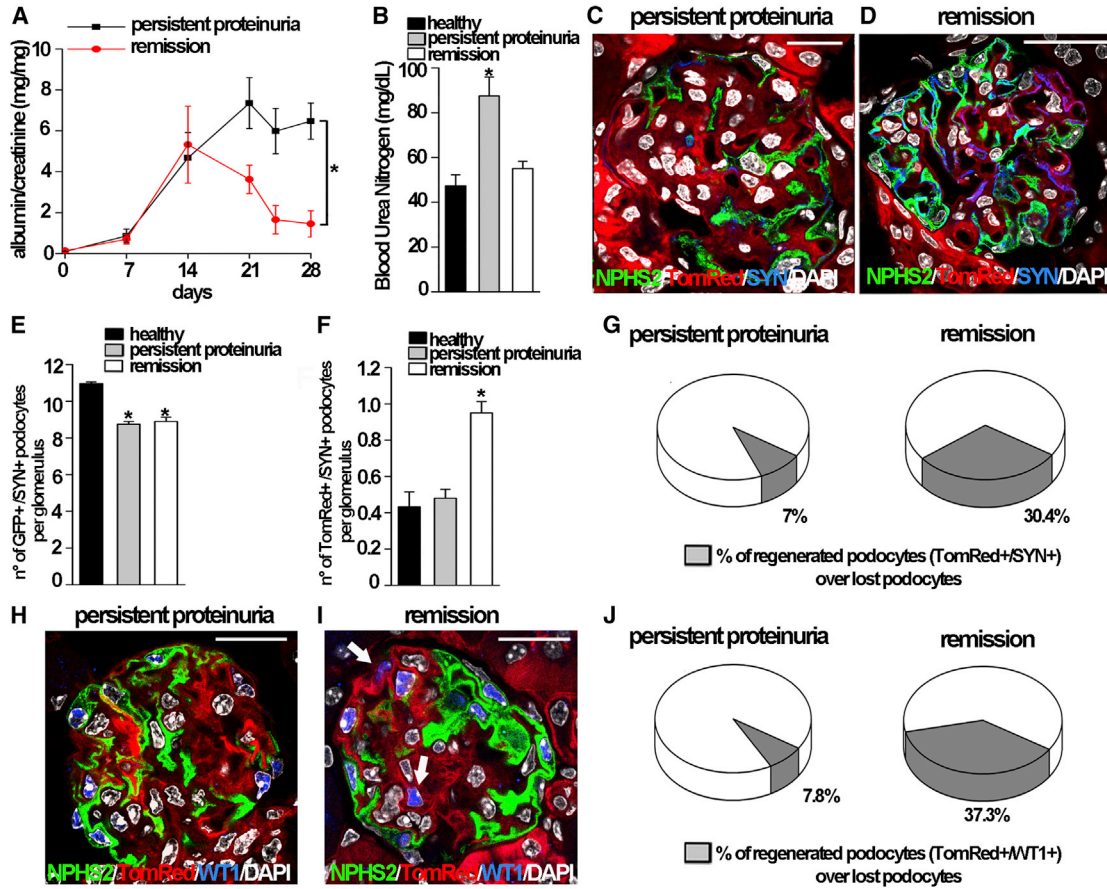 A
persistent proteinuria
remission
albumin/creatinine (mg/mg)
10
8
6
4
2
0
0
7
14
21
28
days
*
B
healthy
persistent proteinuria
remission
Blood Urea Nitrogen (mg/dL)
100
80
60
40
20
0
*
C
persistent proteinuria
NPHS2/TomRed/SYN/DAPI
D
remission
NPHS2/TomRed/SYN/DAPI
E
healthy
persistent proteinuria
remission
n° of GFP+/SYN+ podocytes
per glomerulus
12
10
8
6
4
2
0
*
*
F
healthy
persistent proteinuria
remission
n° of TomRed+/SYN+ podocytes
per glomerulus
1.2
1.0
0.8
0.6
0.4
0.2
0
*
G
persistent proteinuria
remission
7%
30.4%
% of regenerated podocytes (TomRed+/SYN+)
over lost podocytes
H
persistent proteinuria
NPHS2/TomRed/WT1/DAPI
I
remission
NPHS2/TomRed/WT1/DAPI
J
persistent proteinuria
remission
7.8%
37.3%
% of regenerated podocytes (TomRed+/WT1+)
over lost podocytes